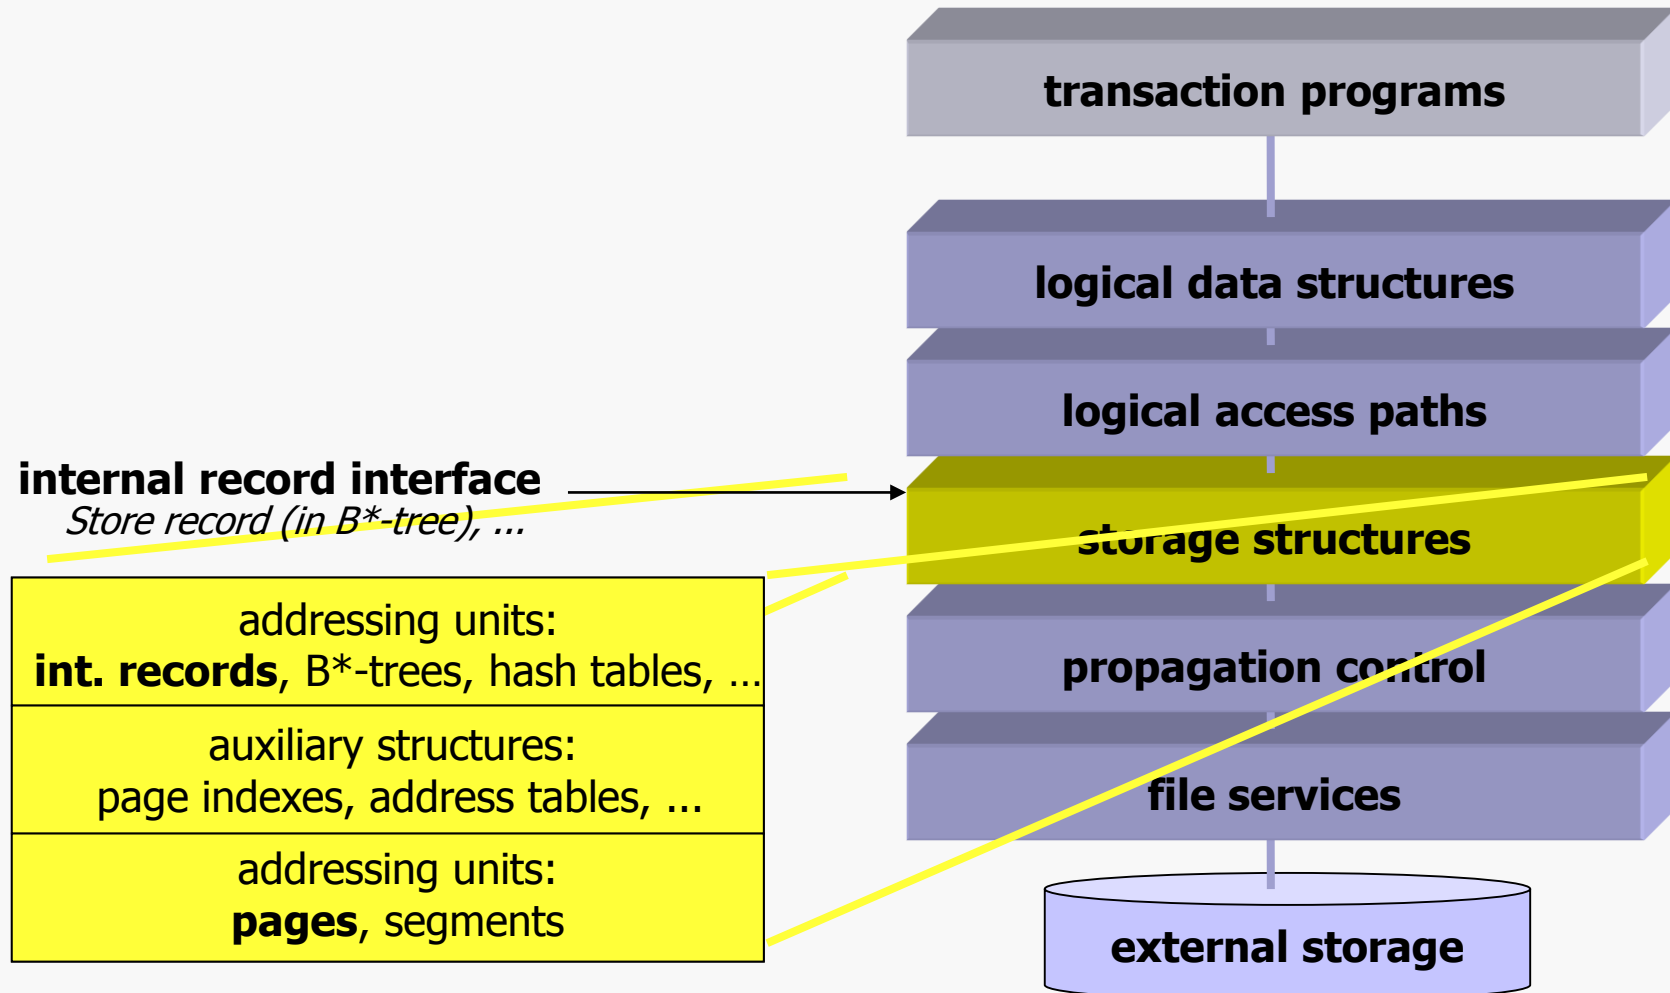 transaction programs
logical data structures
logical access paths
internal record interface
Store record (in B*-tree), ...
storage structures
addressing units:
int. records, B*-trees, hash tables, ...
propagation control
auxiliary structures:
page indexes, address tables, ...
file services
addressing units:
pages, segments
external storage